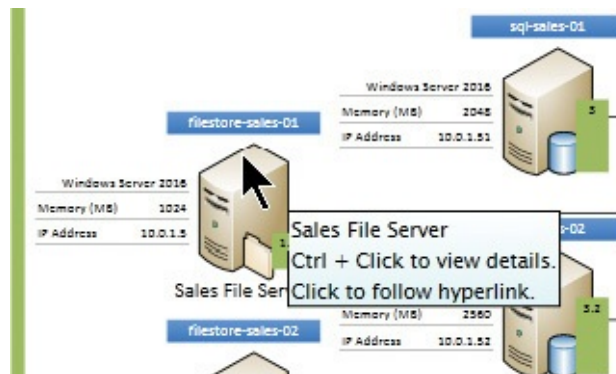 sql-sales-01
Windows Server 2016
Memory (MB) 2048
IP Address 10.0.1.51
3
filestore-sales-01
Windows Server 2016
Memory (MB) 1024
IP Address 10.0.1.5
1.
Sales File Ser
Sales File Server
Ctrl + Click to view details.
Click to follow hyperlink.
s-02
Memory (MB) 2560
IP Address 10.0.1.52
3.2
filestore-sales-02